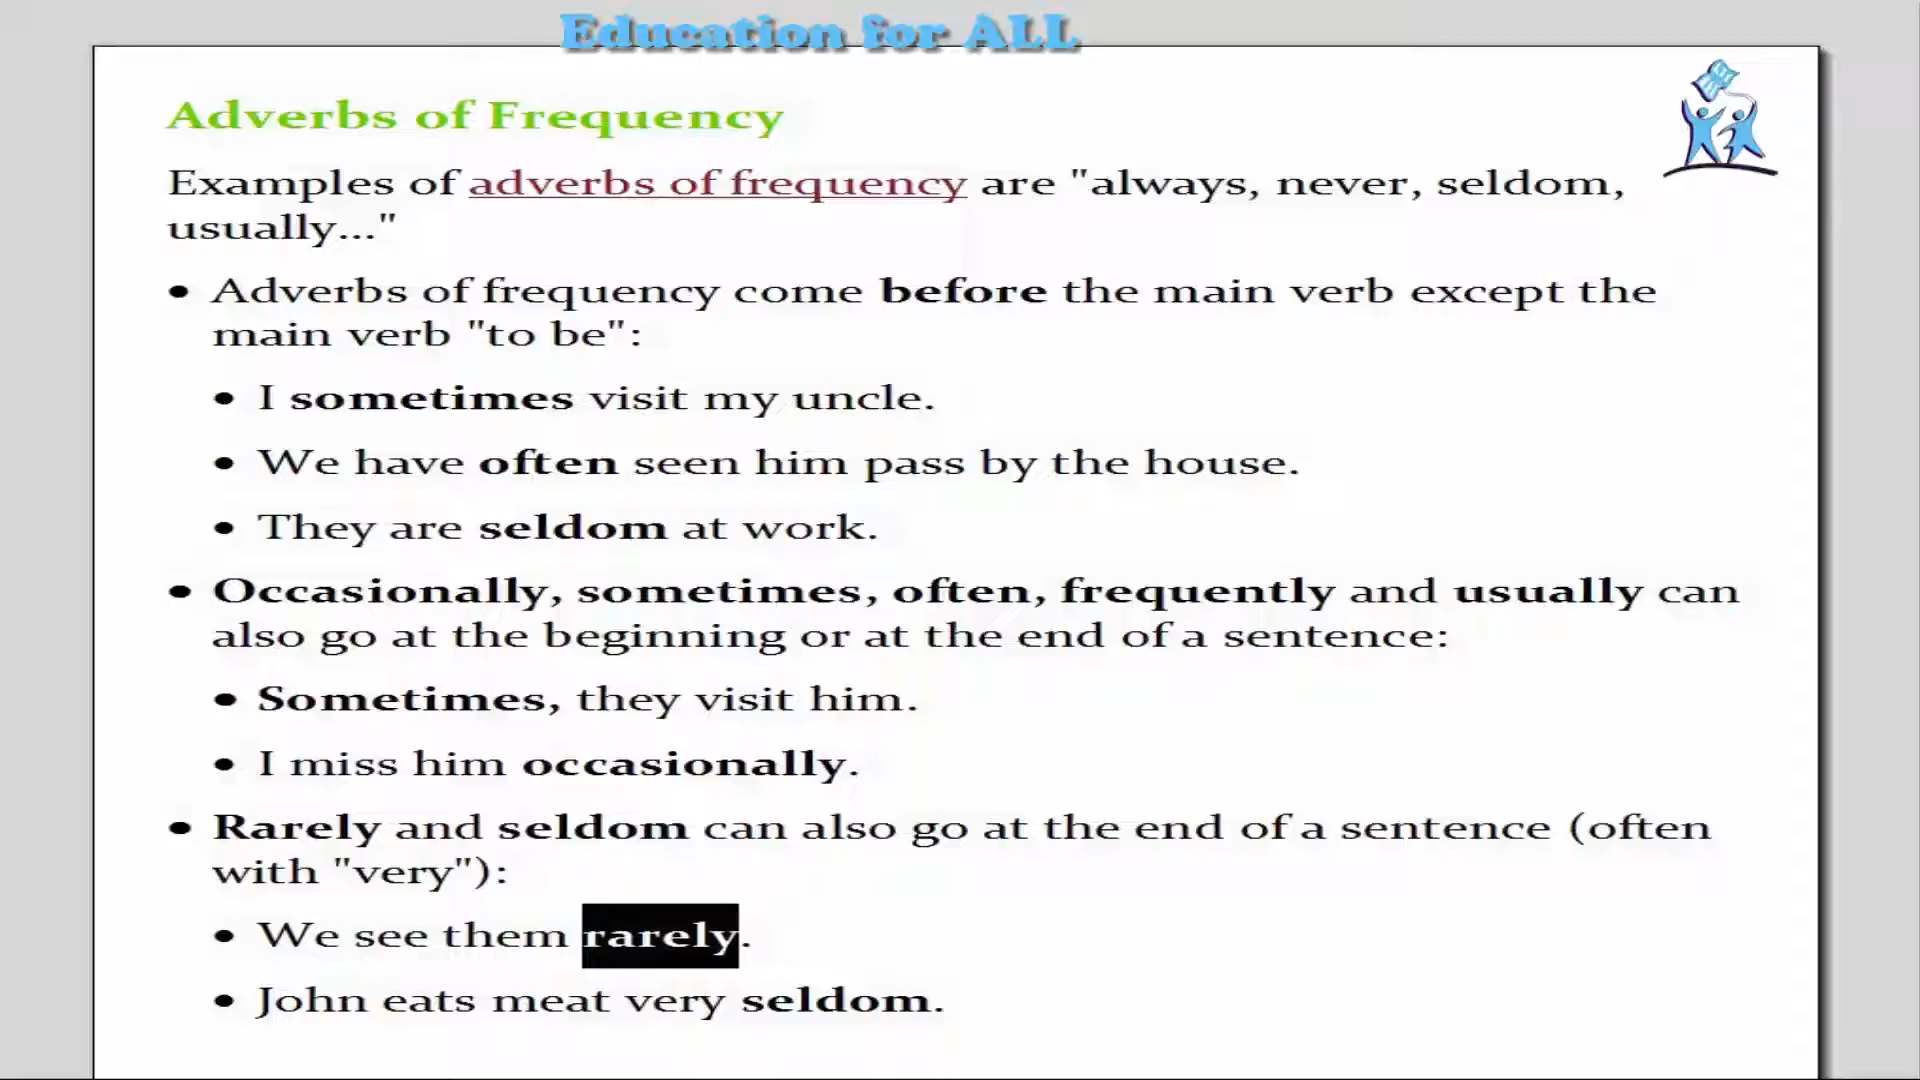 Education for ALL
Adverbs of Frequency
Examples of adverbs of frequency are "always, never, seldom,
usually..."
• Adverbs of frequency come before the main verb except the
main verb "to be":
• I sometimes visit my uncle.
• We have often seen him pass by the house.
• They are seldom at work.
• Occasionally, sometimes, often, frequently and usually can
also go at the beginning or at the end of a sentence:
• Sometimes, they visit him.
• I miss him occasionally.
• Rarely and seldom can also go at the end of a sentence (often
with "very"):
• We see them rarely.
• John eats meat very seldom.